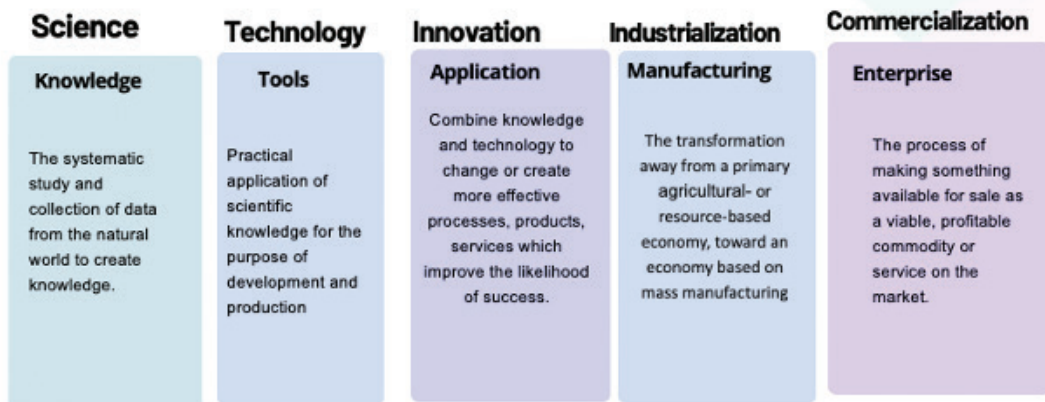 Science
Knowledge
The systematic
study and
collection of data
from the natural
world to create
knowledge.
Technology
Tools
Practical
application of
scientific
knowledge for the
purpose of
development and
production
Innovation
Application
Combine knowledge
and technology to
change or create
more effective
processes, products,
services which
improve the likelihood
of success.
Industrialization
Manufacturing
The transformation
away from a primary
agricultural- or
resource-based
economy, toward an
economy based on
mass manufacturing
Commercialization
Enterprise
The process of
making something
available for sale as
a viable, profitable
commodity or
service on the
market.